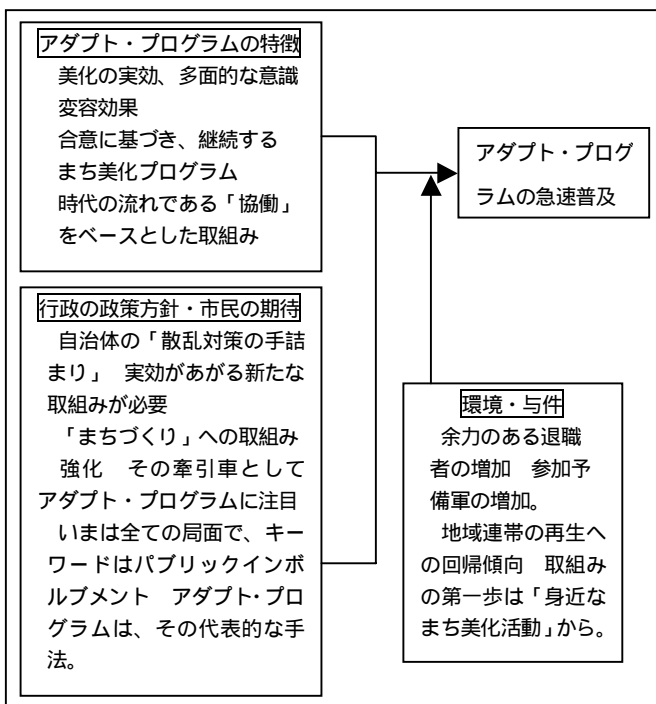 アダプト・プログラムの特徴
美化の実効、多面的な意識
変容効果
合意に基づき、継続する
まち美化プログラム
時代の流れである「協働」
をベースとした取組み
アダプト・プログ
ラムの急速普及
行政の政策方針・市民の期待
自治体の「散乱対策の手詰
まり」　実効があがる新たな
取組みが必要
「まちづくり」への取組み
強化　その牽引車として
アダプト・プログラムに注目
いまは全ての局面で、キー
ワードはパブリックインボ
ルブメント　アダプト・プロ
グラムは、その代表的な手
法。
環境・与件
余力のある退職
者の増加　参加予
備軍の増加。
地域連帯の再生へ
の回帰傾向　取組み
の第一歩は「身近な
まち美化活動」から。